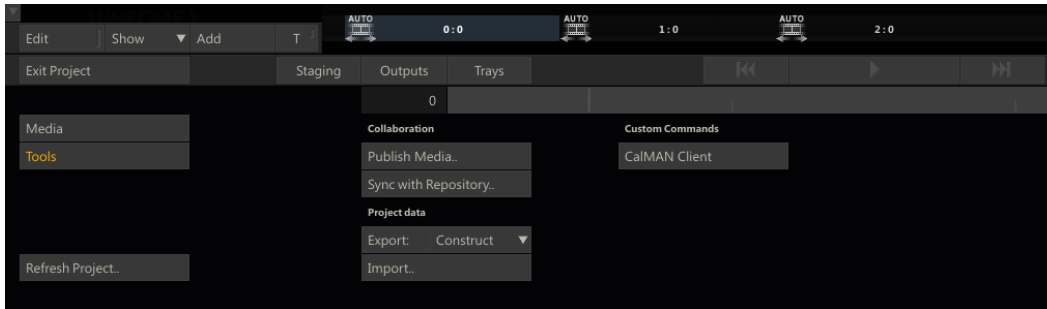 AUTO AUTO AUTO
Edit Show Add T 0:0 1:0 2:0
Exit Project Staging Outputs Trays
0
Media Collaboration Custom Commands
Tools Publish Media.. CalMAN Client
Sync with Repository..
Project data
Export: Construct
Refresh Project.. Import..